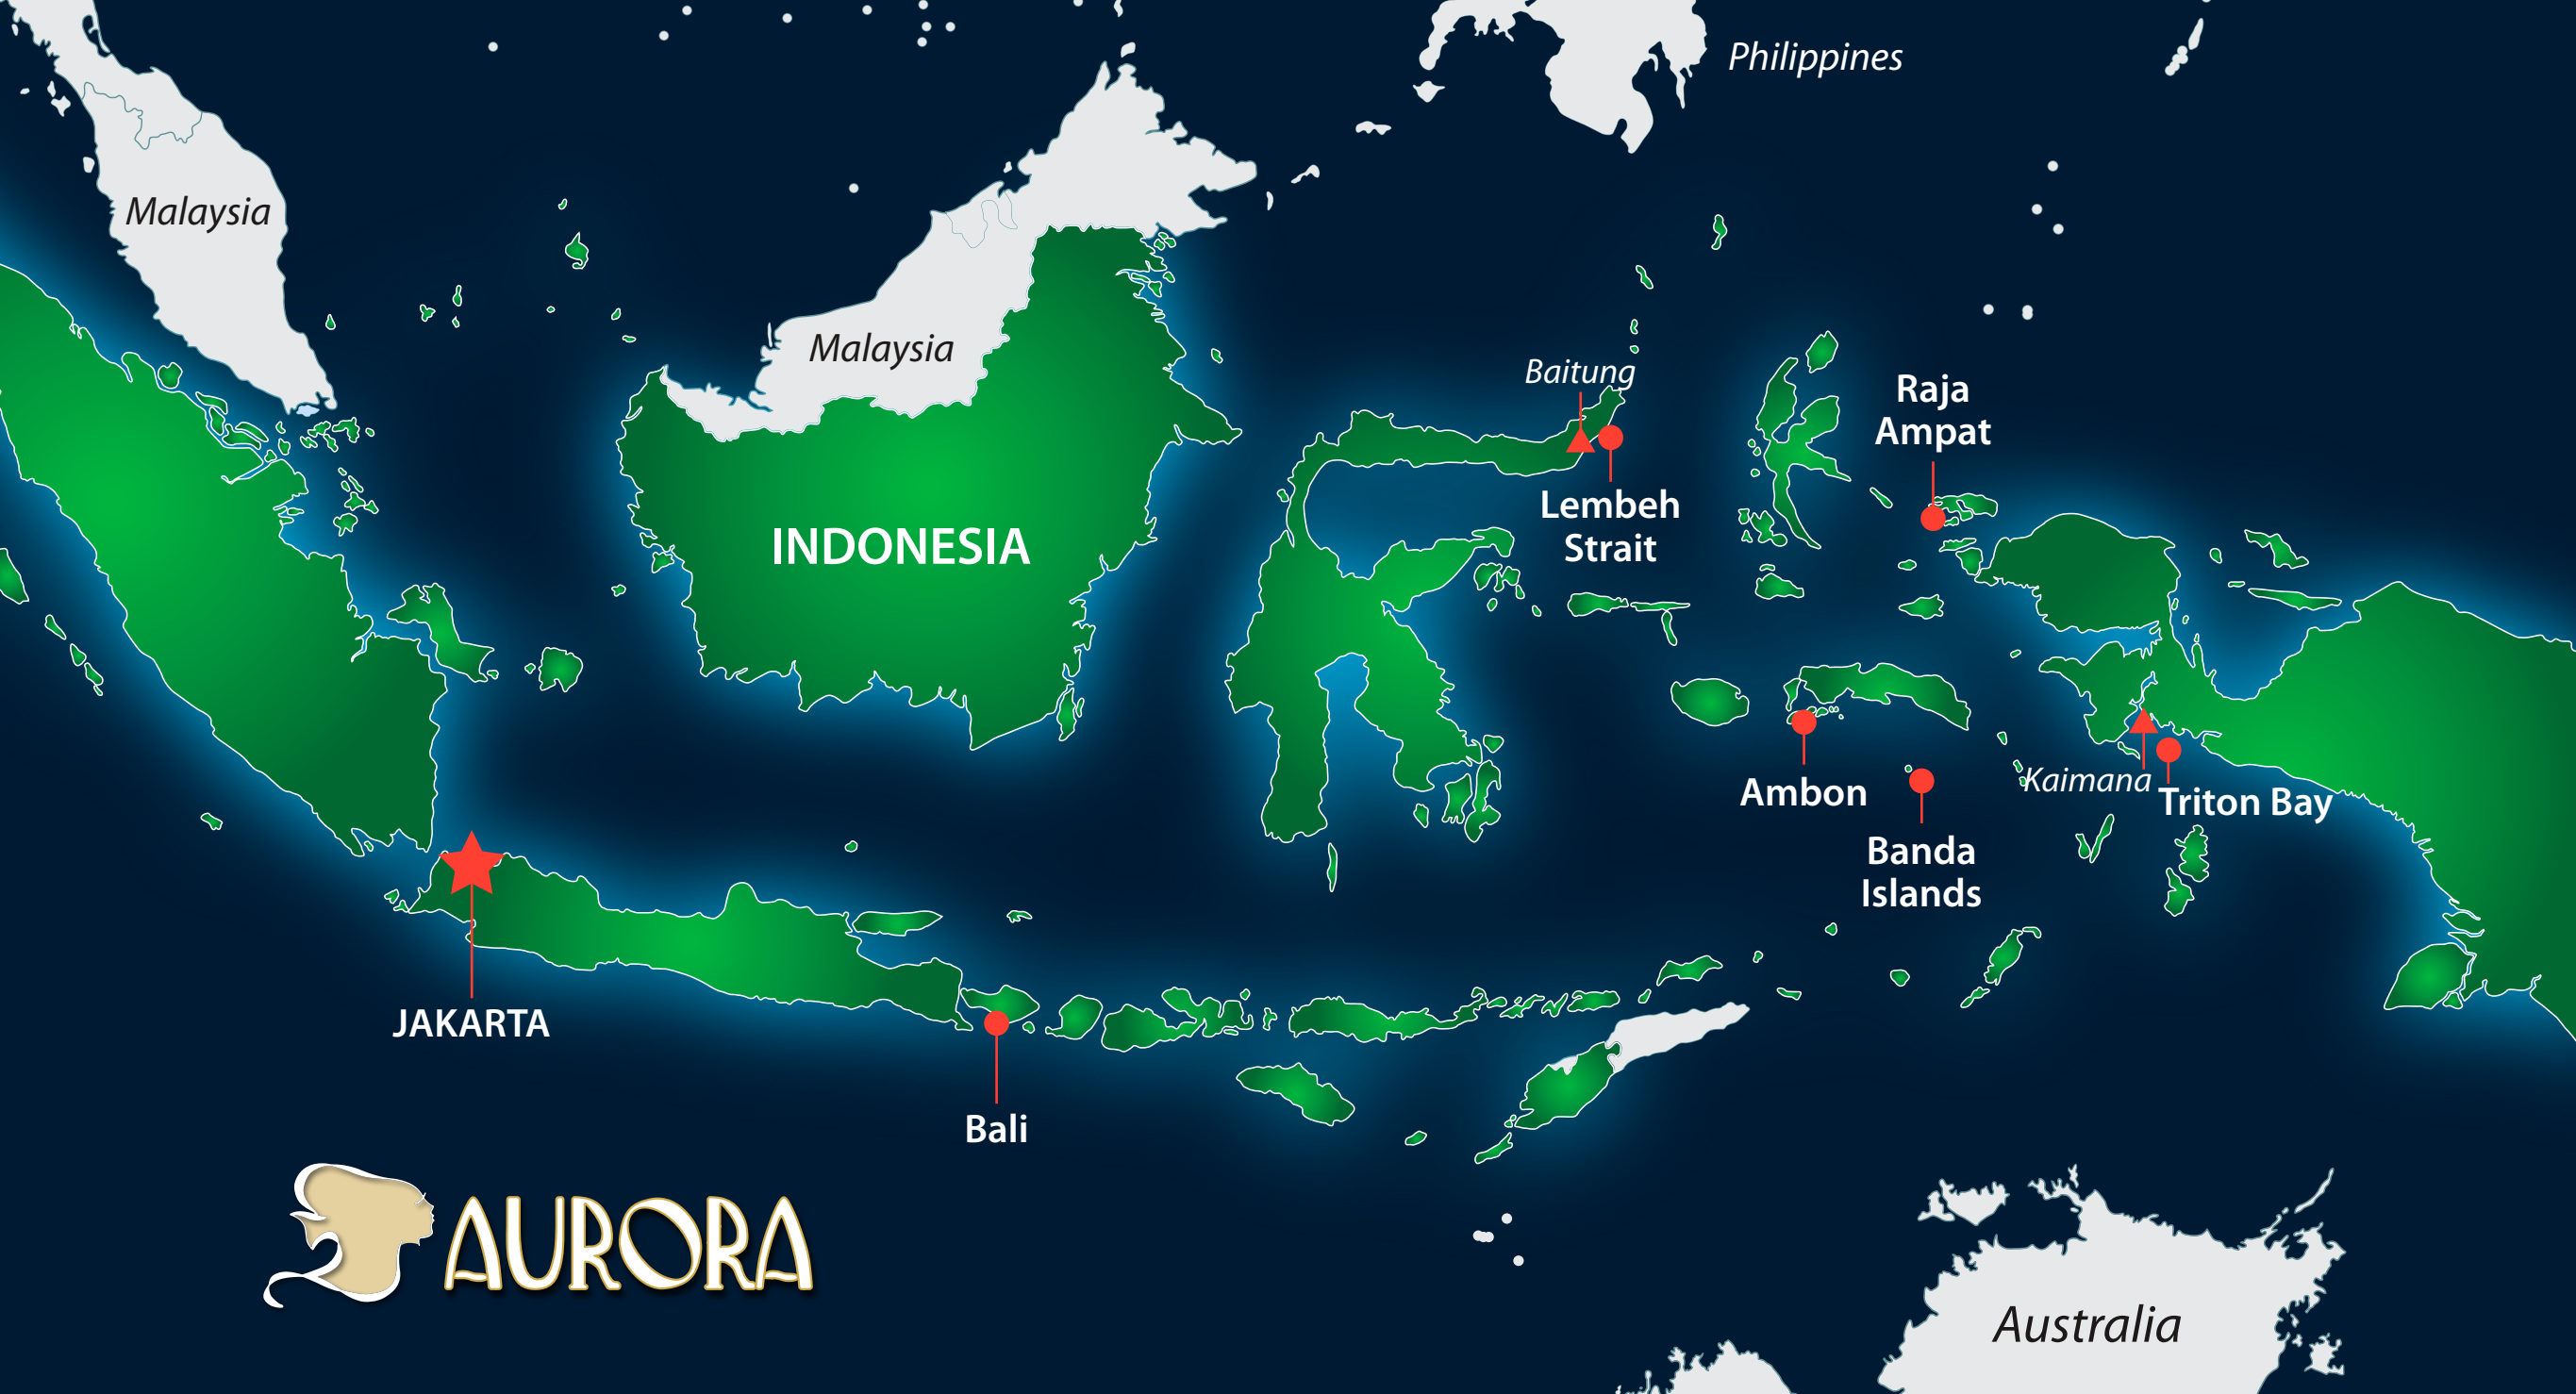 Philippines
Malaysia
Malaysia
Baitung
Raja
Ampat
Lembeh
Strait
INDONESIA
Kaimana
Triton Bay
Ambon
Banda
Islands
JAKARTA
Bali
AURORA
Australia